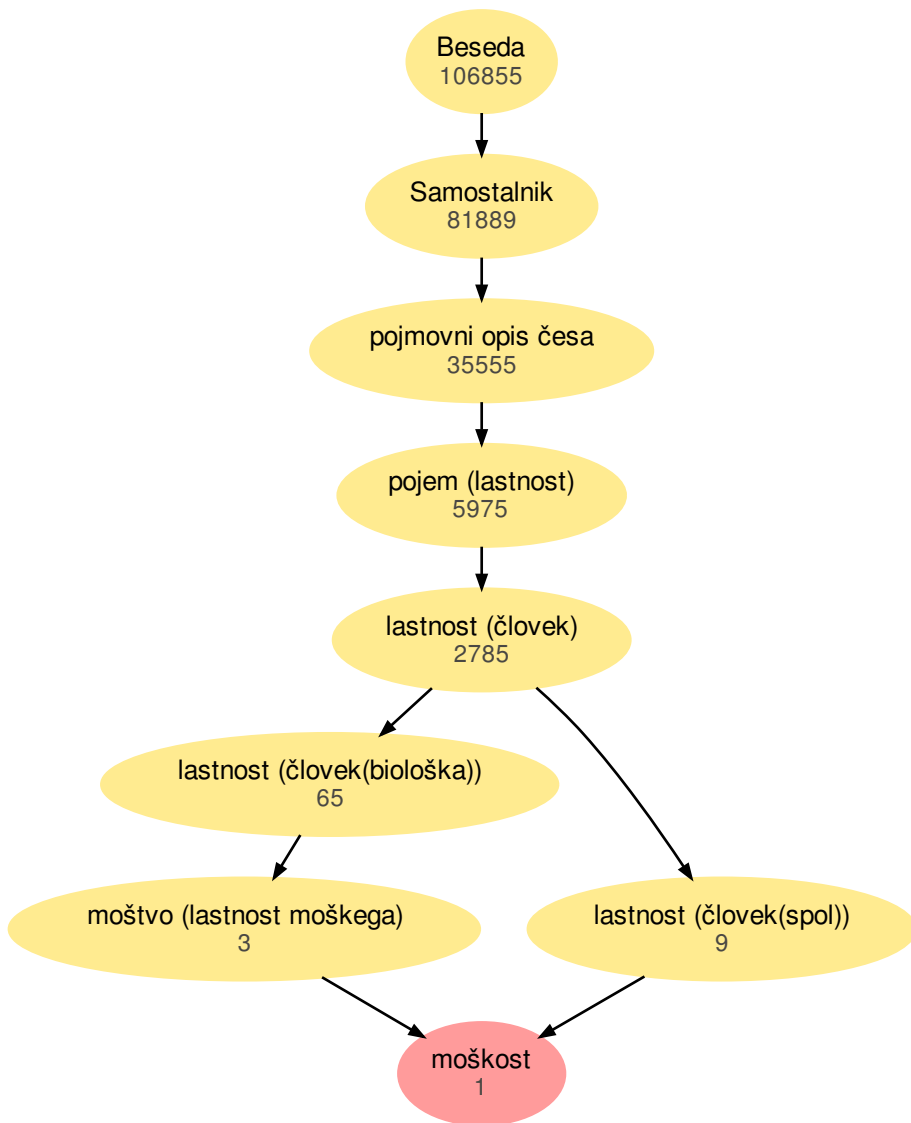 Beseda
106855
Samostalnik
81889
pojmovni opis česa
35555
pojem (lastnost)
5975
lastnost (človek)
2785
lastnost (človek(biološka))
65
moštvo (lastnost moškega)
3
lastnost (človek(spol))
9
moškost
1